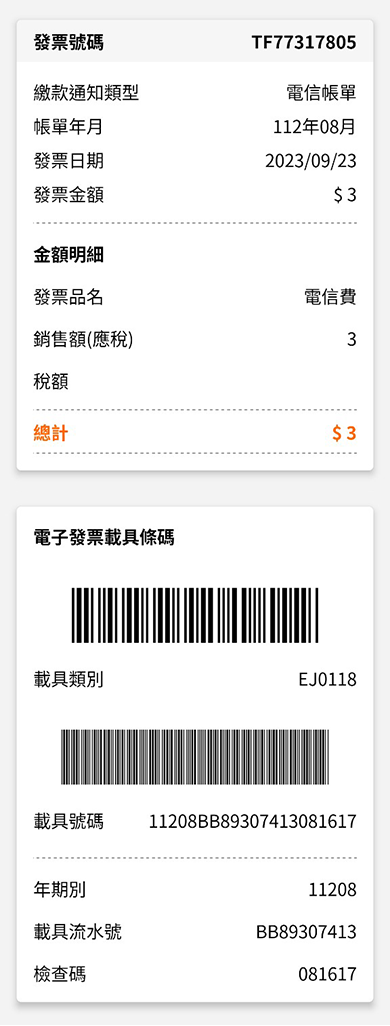 發票號碼 TF77317805
繳款通知類型 電信帳單
帳單年月 112年08月
發票日期 2023/09/23
發票金額 $ 3
金額明細
發票品名 電信費
銷售額(應稅) 3
稅額
總計 $ 3
電子發票載具條碼
載具類別 EJ0118
載具號碼 11208BB89307413081617
年期別 11208
載具流水號 BB89307413
檢查碼 081617